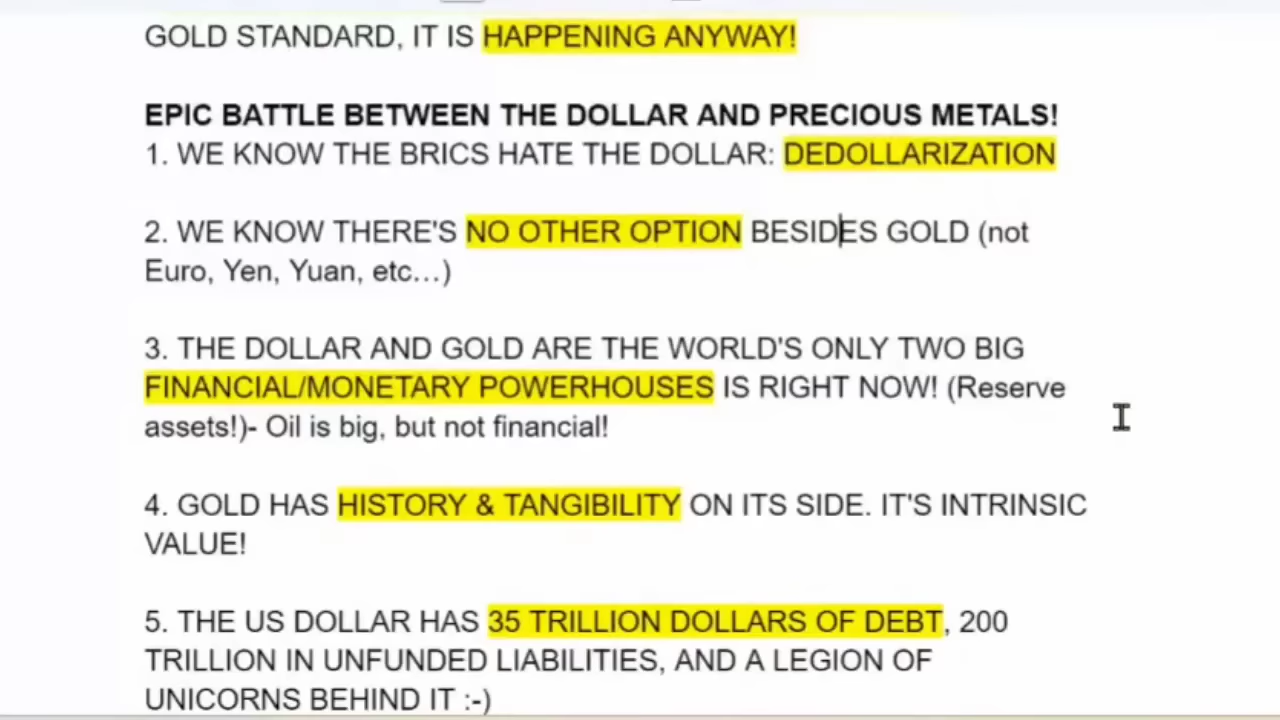 GOLD STANDARD, IT IS HAPPENING ANYWAY!
EPIC BATTLE BETWEEN THE DOLLAR AND PRECIOUS METALS!
1. WE KNOW THE BRICS HATE THE DOLLAR: DEDOLLARIZATION
2. WE KNOW THERE'S NO OTHER OPTION BESIDES GOLD (not
Euro, Yen, Yuan, etc...)
3. THE DOLLAR AND GOLD ARE THE WORLD'S ONLY TWO BIG
FINANCIAL/MONETARY POWERHOUSES IS RIGHT NOW! (Reserve
assets!)- Oil is big, but not financial!
4. GOLD HAS HISTORY & TANGIBILITY ON ITS SIDE. IT'S INTRINSIC
VALUE!
5. THE US DOLLAR HAS 35 TRILLION DOLLARS OF DEBT, 200
TRILLION IN UNFUNDED LIABILITIES, AND A LEGION OF
UNICORNS BEHIND IT :-)